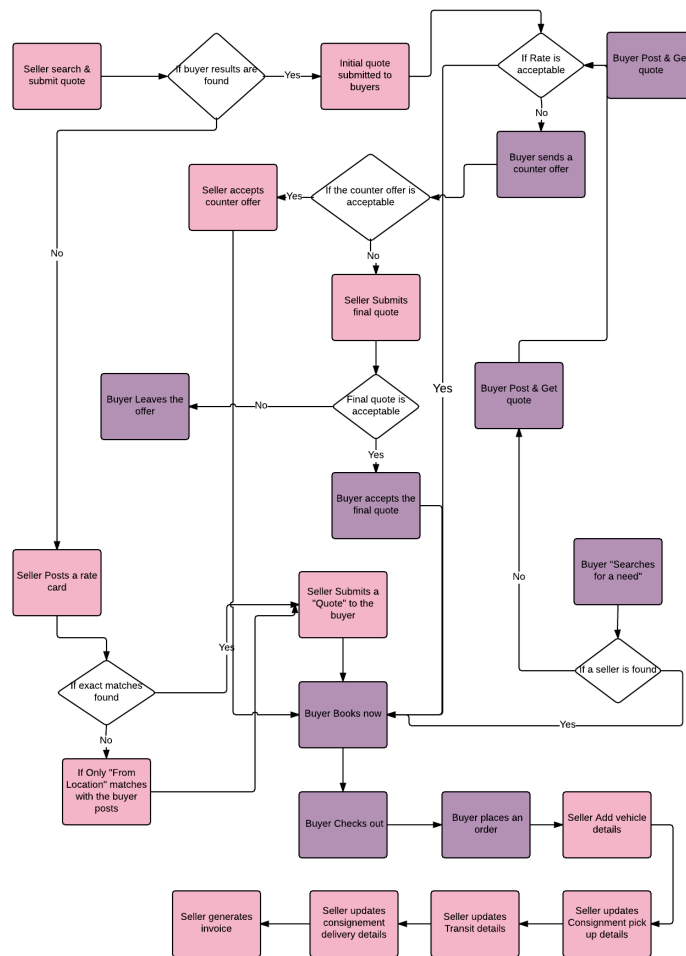 Seller search &
submit quote
If buyer results are
found
Yes
Initial quote
submitted to
buyers
If Rate is
acceptable
Buyer Post & Get
quote
No
Buyer sends a
counter offer
Seller accepts
counter offer
Yes
If the counter offer is
acceptable
No
No
Seller Submits
final quote
Buyer Leaves the
offer
No
Final quote is
acceptable
Yes
Buyer Post & Get
quote
Yes
Buyer accepts the
final quote
Seller Posts a rate
card
Seller Submits a
"Quote" to the
buyer
No
Buyer "Searches
for a need"
Yes
If exact matches
found
If a seller is found
Buyer Books now
Yes
No
If Only "From
Location" matches
with the buyer
posts
Buyer Checks out
Buyer places an
order
Seller Add vehicle
details
Seller generates
invoice
Seller updates
consignement
delivery details
Seller updates
Transit details
Seller updates
Consignment pick
up details